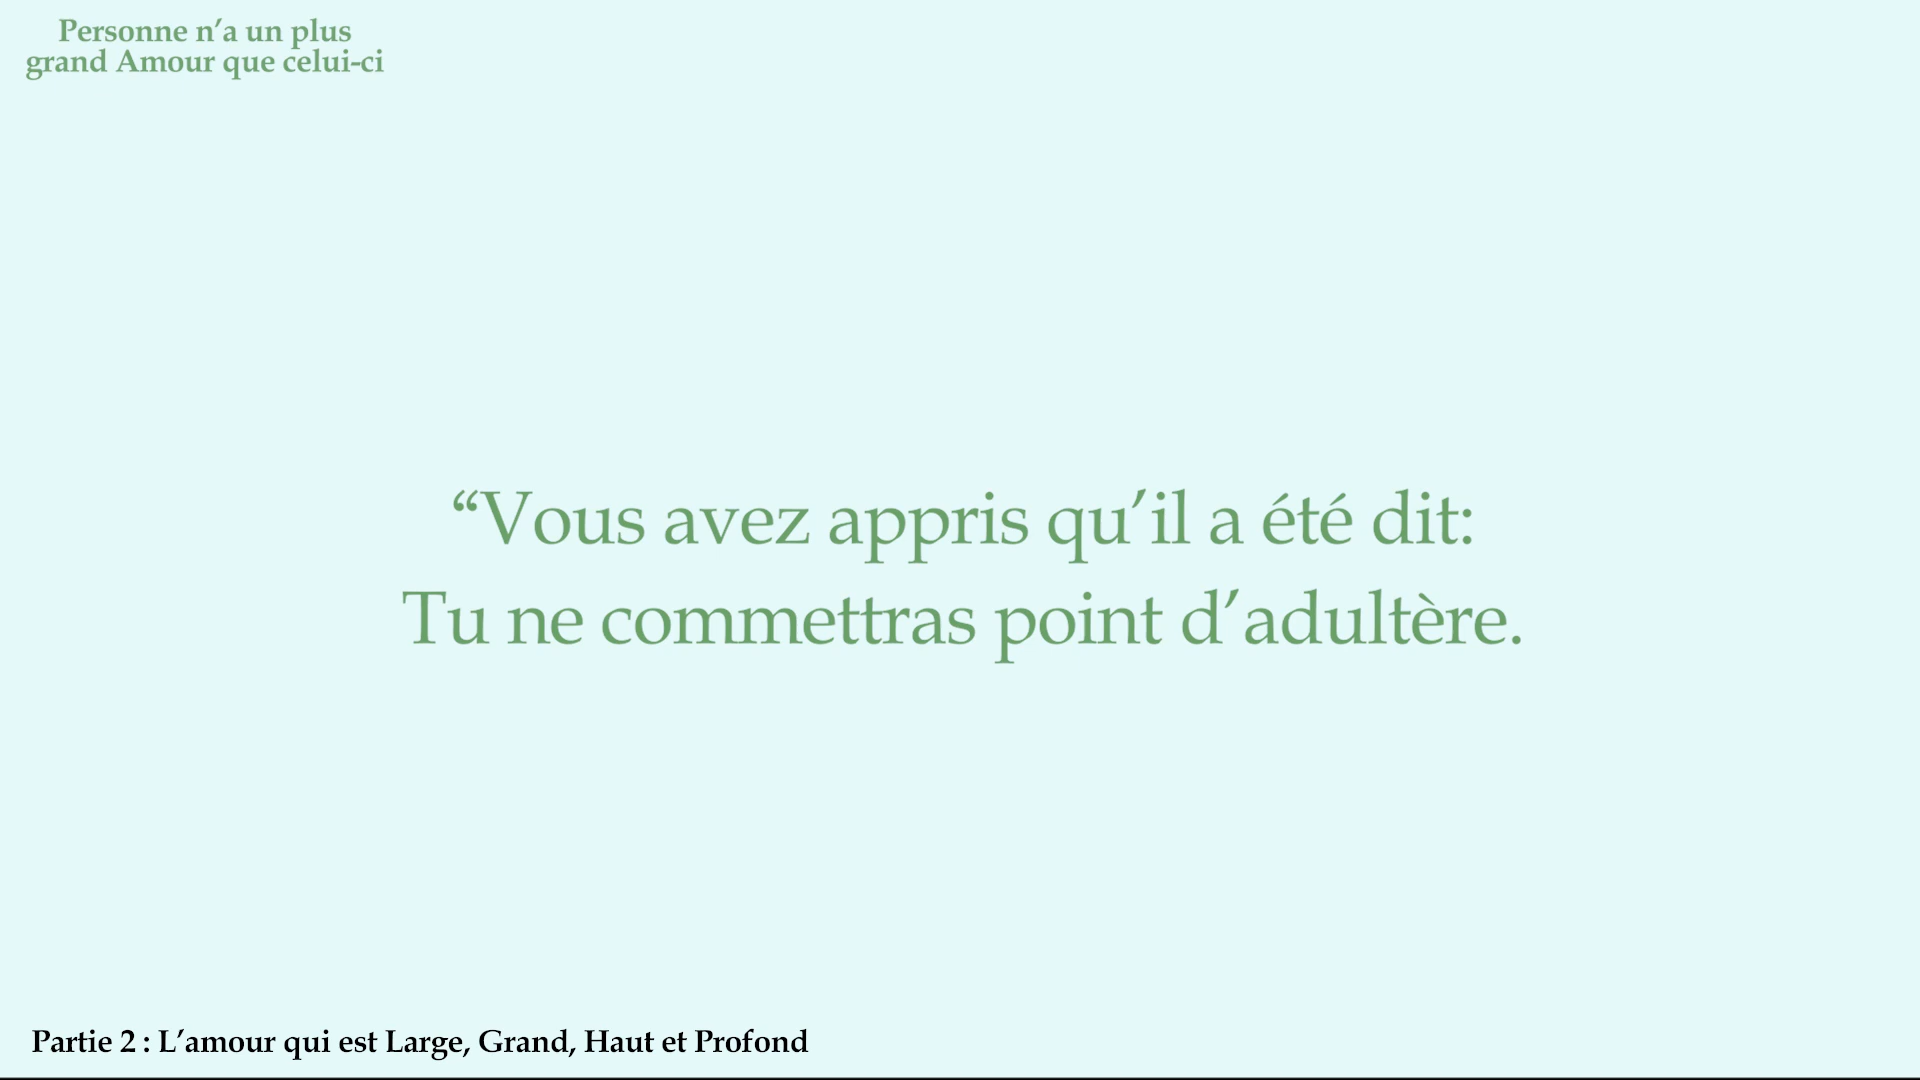 Personne n’a un plus
grand Amour que celui-ci
“Vous avez appris qu’il a été dit:
Tu ne commettras point d’adultère.
Partie 2 : L’amour qui est Large, Grand, Haut et Profond